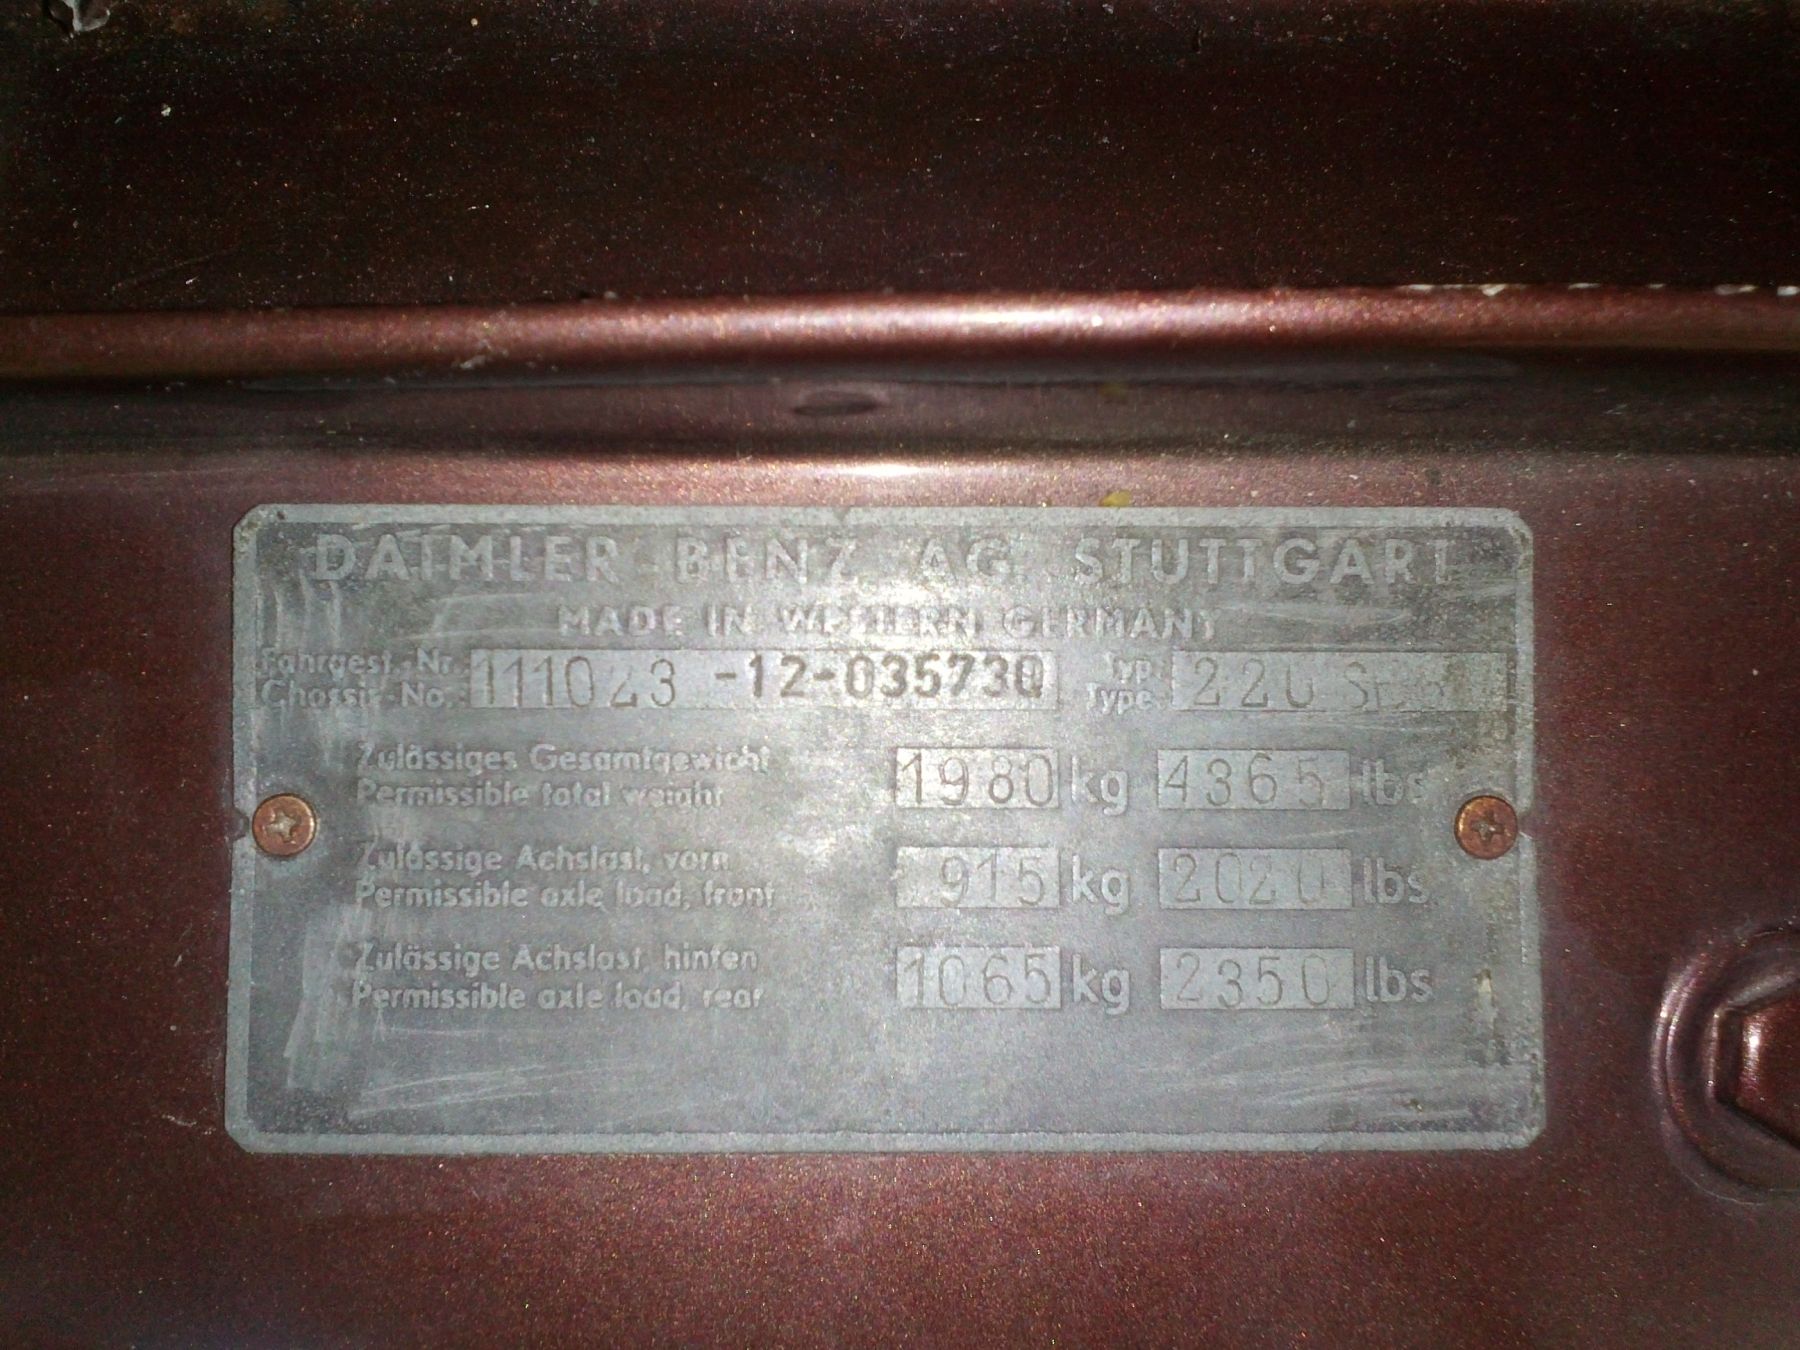 DAIMLER BENZ AG. STUTTGART
MADE IN WESTERN GERMANY
Fahrgest.-Nr. Typ
Chassis-No. 111023 -12-035730 Type 220
Zulässiges Gesamtgewicht
Permissible total weight 1980 kg 4365 lbs
Zulässige Achslast, vorn
Permissible axle load, front 915 kg 2020 lbs
Zulässige Achslast, hinten
Permissible axle load, rear 1065 kg 2350 lbs